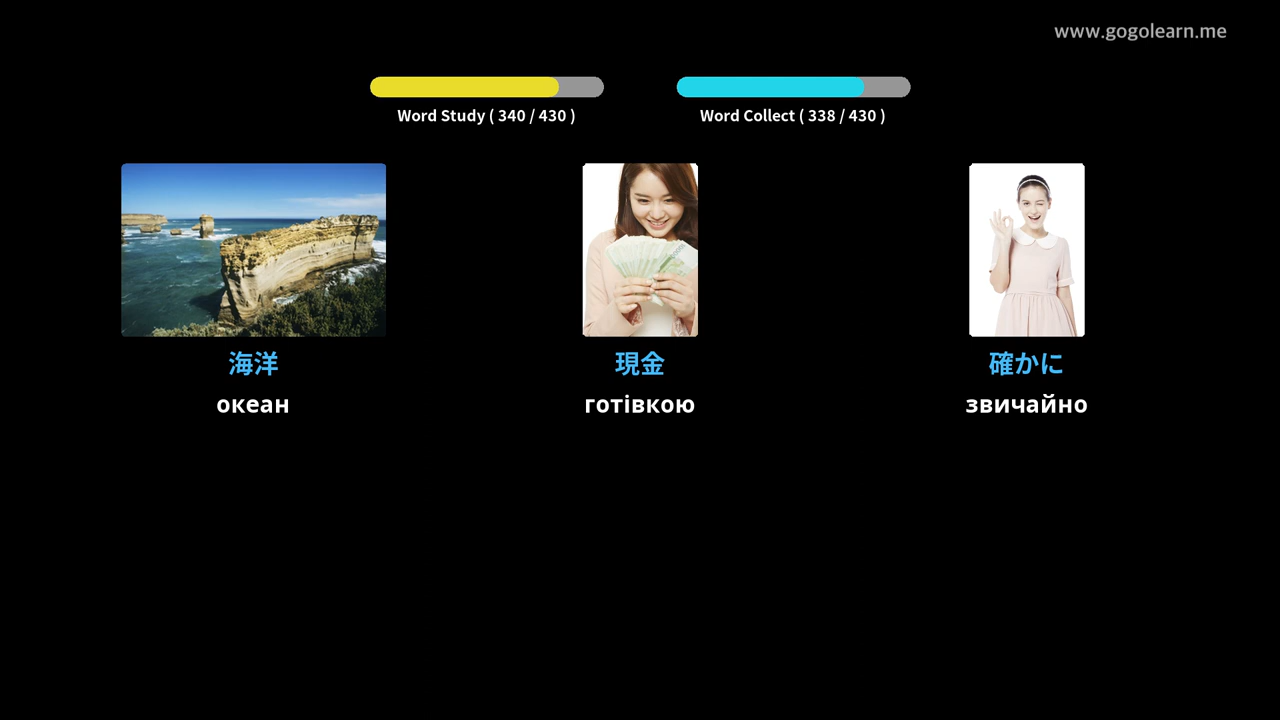 www.gogolearn.me
Word Study ( 340 / 430 )
Word Collect ( 338 / 430 )
海洋
океан
現金
готівкою
確かに
звичайно